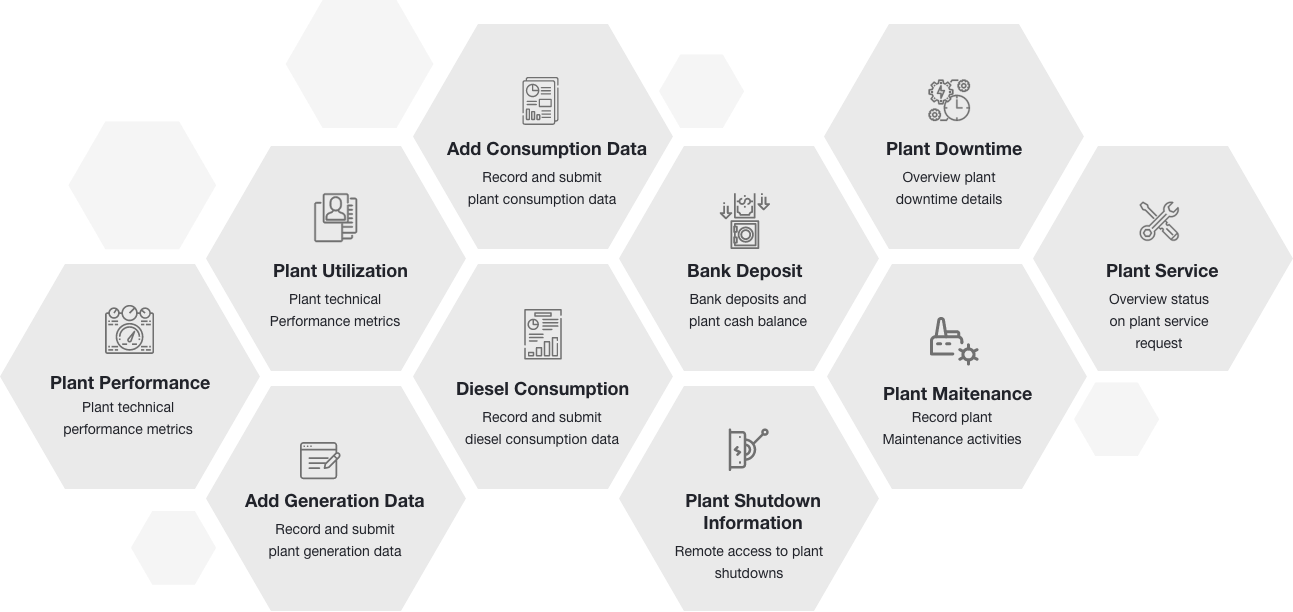 Add Consumption Data
Record and submit
plant consumption data
Plant Downtime
Overview plant
downtime details
Plant Utilization
Plant technical
Performance metrics
Bank Deposit
Bank deposits and
plant cash balance
Plant Service
Overview status
on plant service
request
Plant Performance
Plant technical
performance metrics
Diesel Consumption
Record and submit
diesel consumption data
Plant Maitenance
Record plant
Maintenance activities
Add Generation Data
Record and submit
plant generation data
Plant Shutdown
Information
Remote access to plant
shutdowns